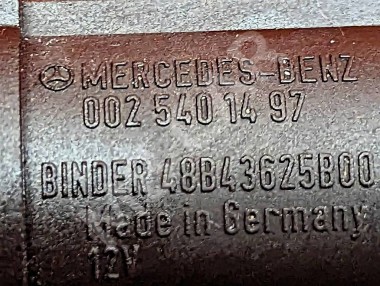 MERCEDES-BENZ
002 540 14 97
BINDER 48B43625B00
Made in Germany
12V